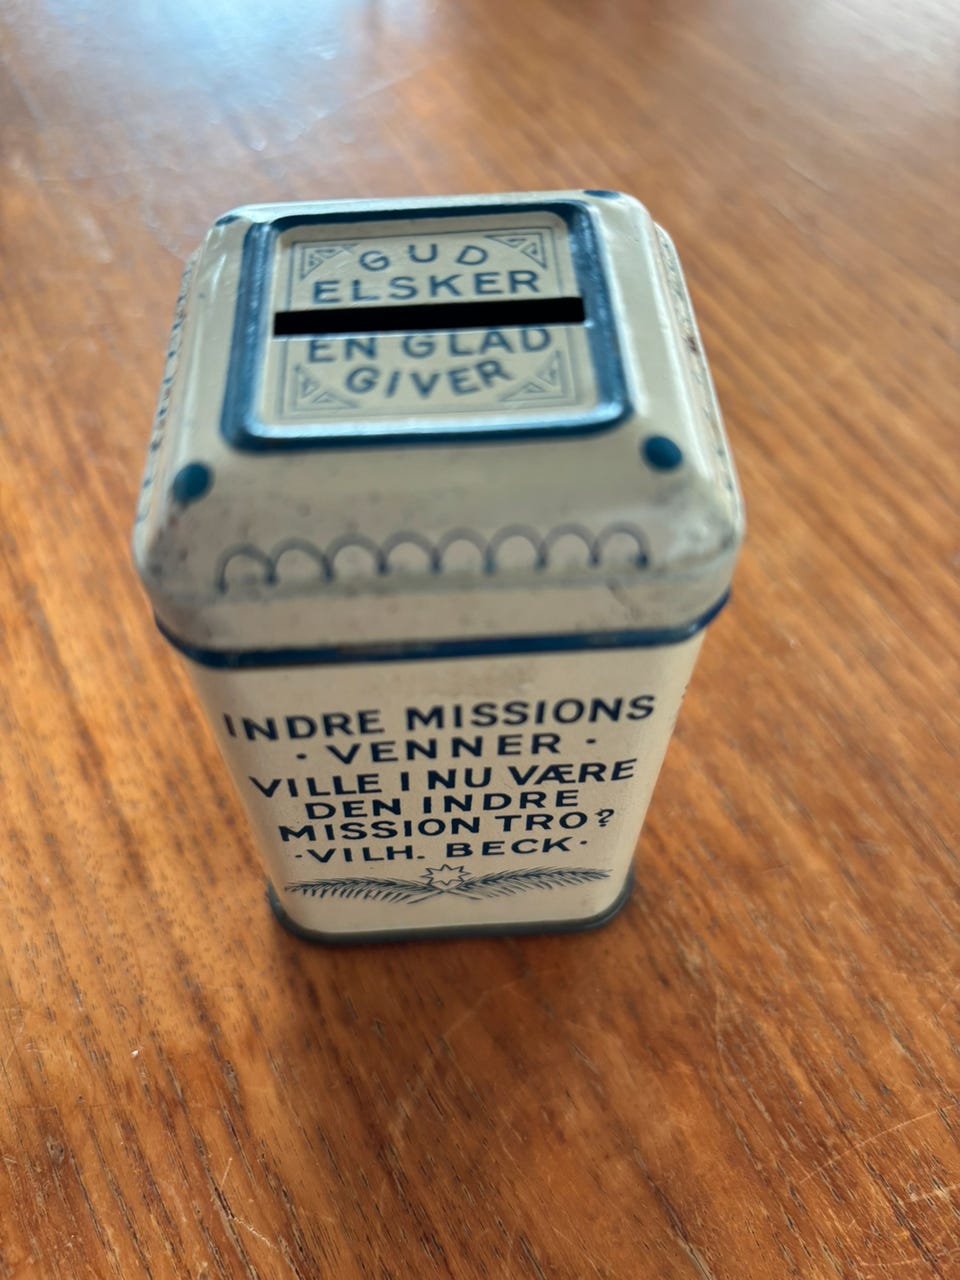 GUD
ELSKER
EN GLAD
GIVER
INDRE MISSIONS
· VENNER ·
VILLE I NU VÆRE
DEN INDRE
MISSION TRO?
·VILH. BECK·